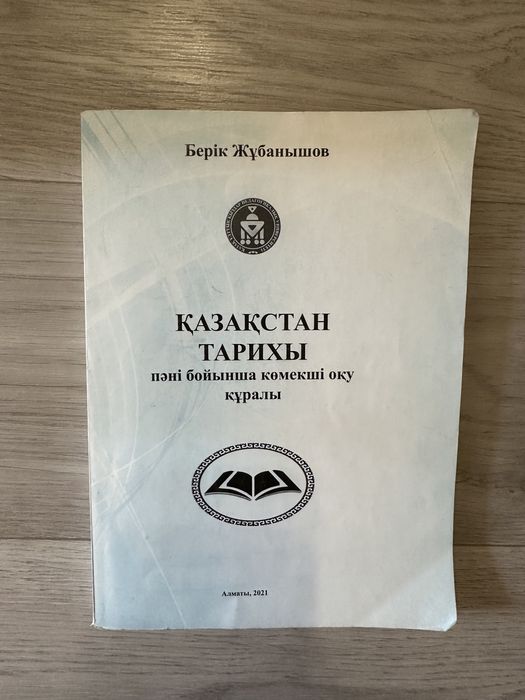 Берік Жұбанышов
ҚАЗАҚСТАН
ТАРИХЫ
пәні бойынша көмекші оқу
құралы
Алматы, 2021